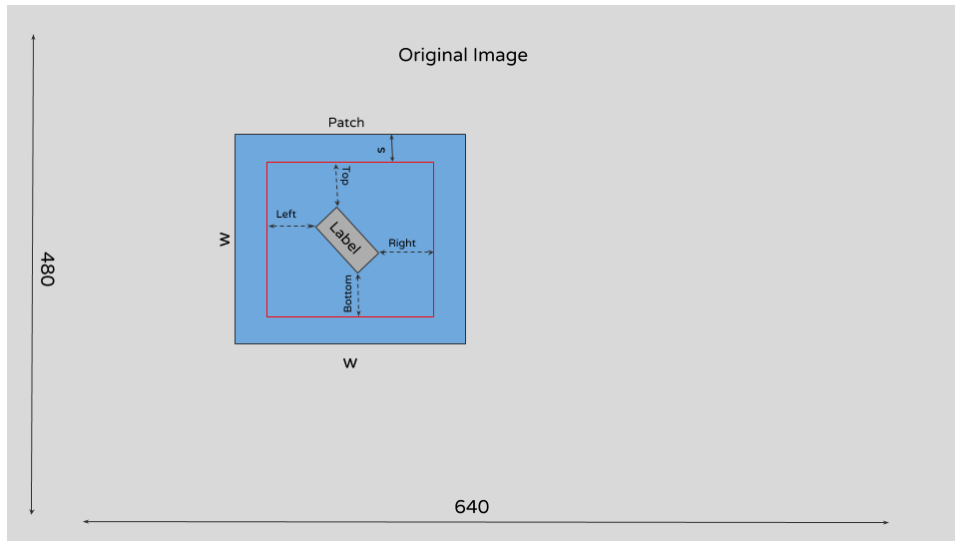 Original Image
Patch
s
Top
Left
Label
Right
W
480
Bottom
W
640